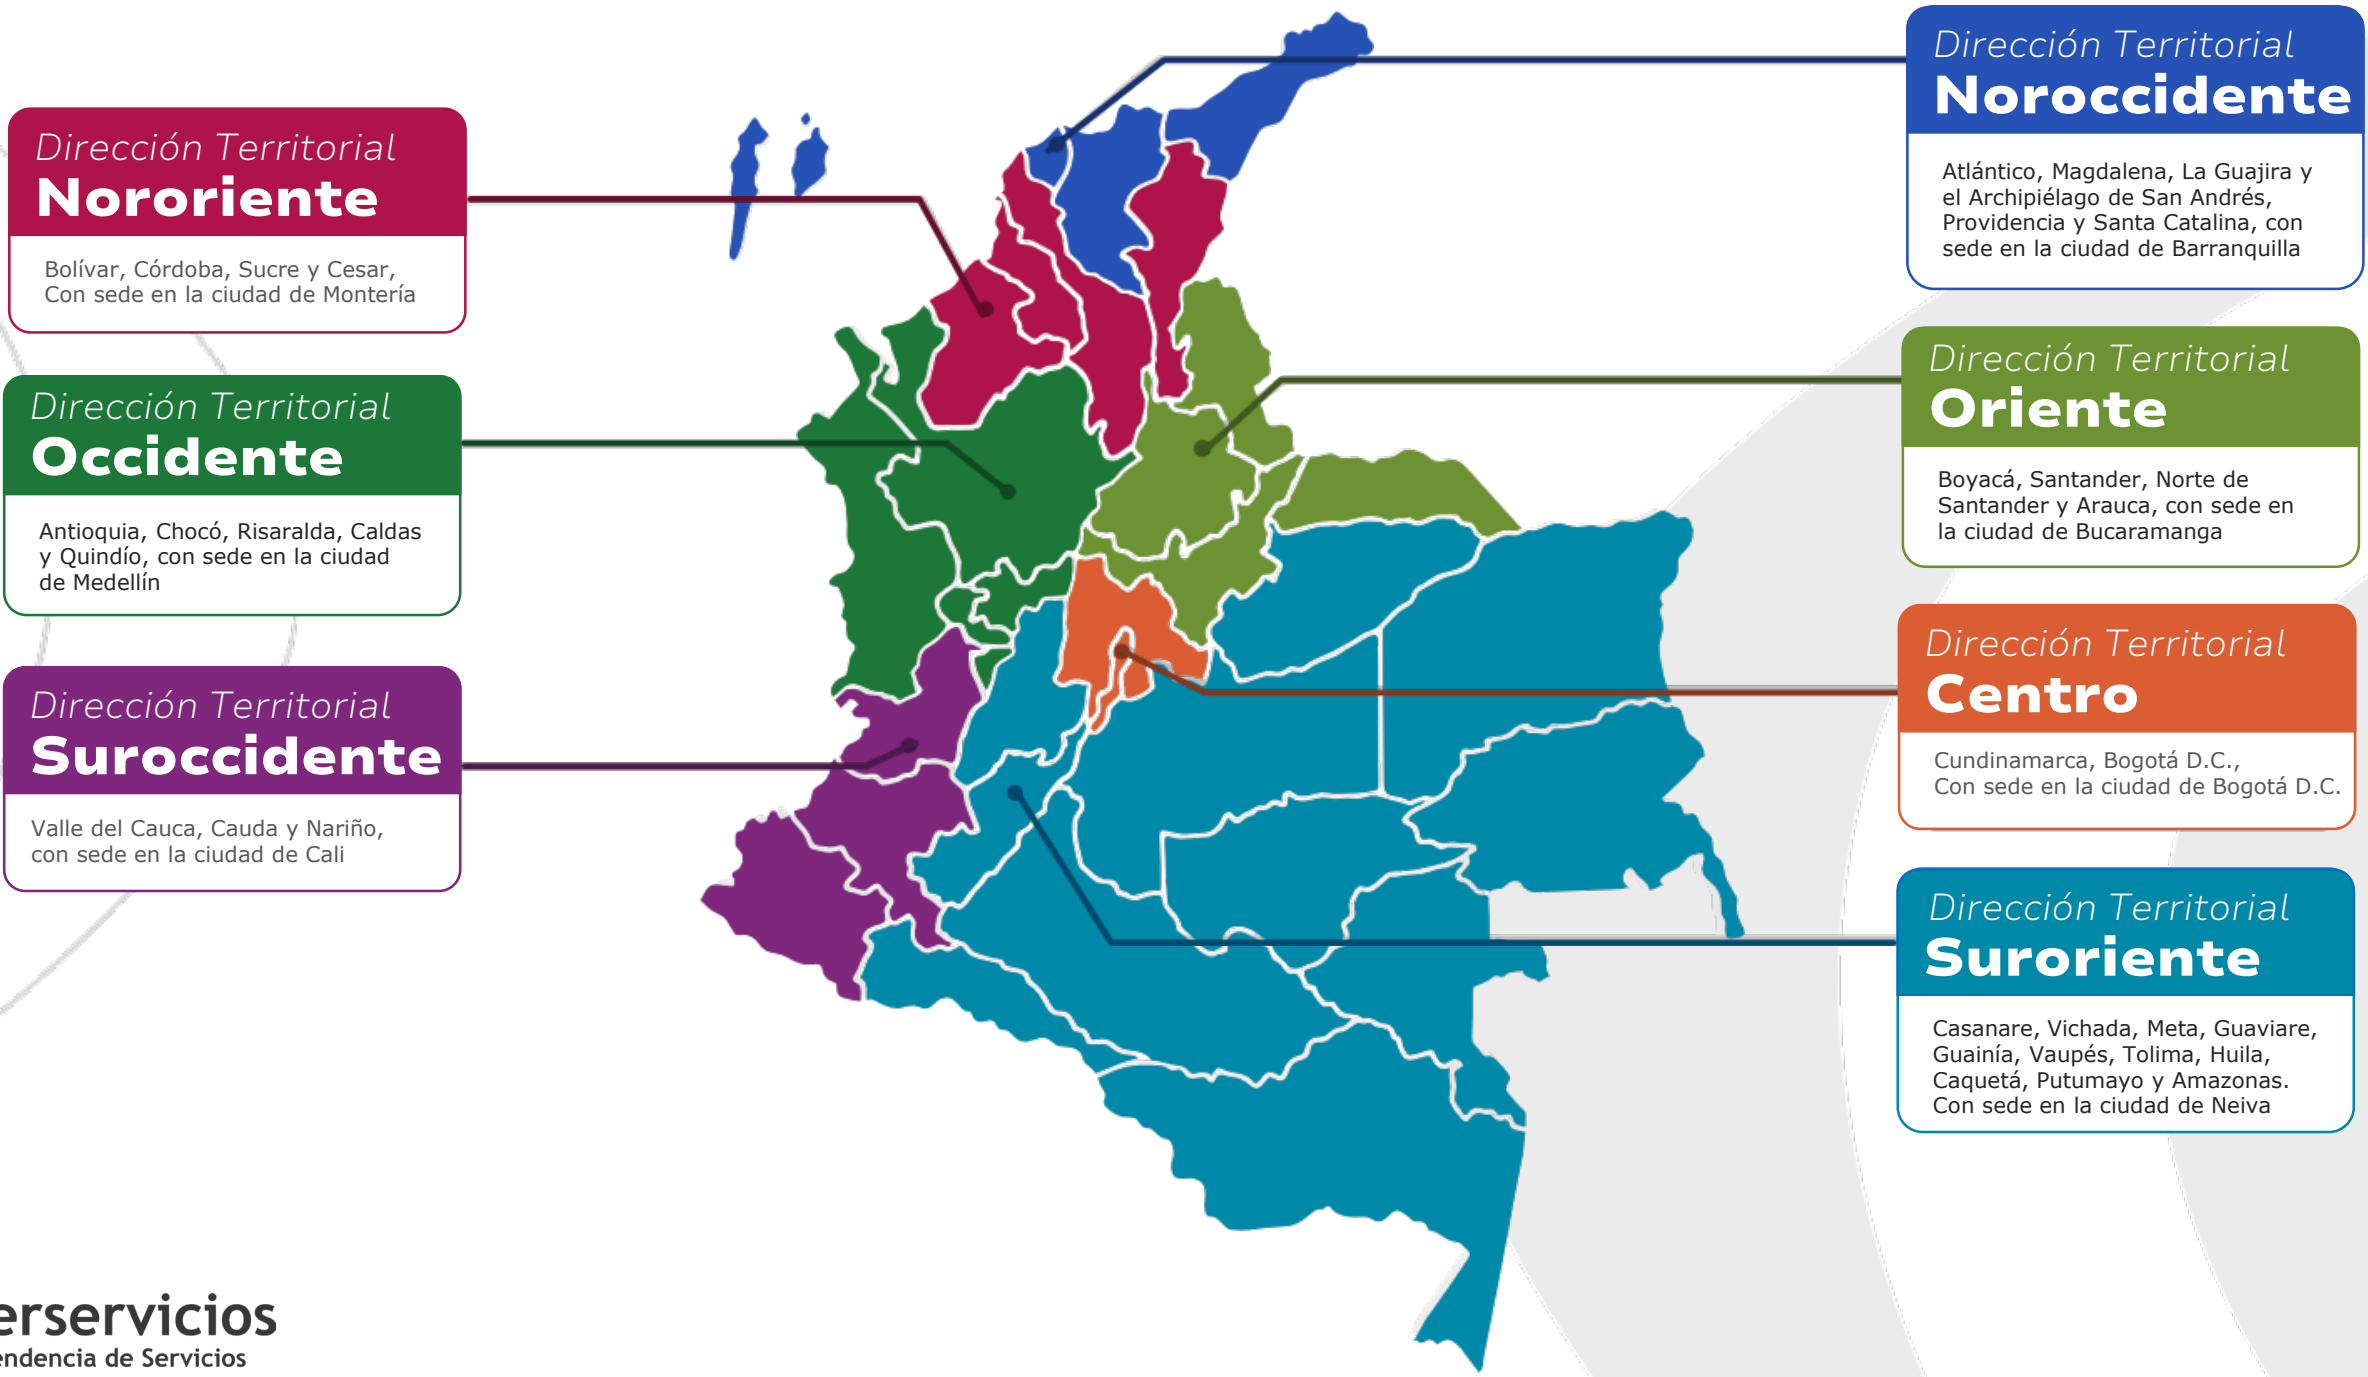 Dirección Territorial
Nororiente
Bolívar, Córdoba, Sucre y Cesar,
Con sede en la ciudad de Montería
Dirección Territorial
Occidente
Antioquia, Chocó, Risaralda, Caldas
y Quindío, con sede en la ciudad
de Medellín
Dirección Territorial
Suroccidente
Valle del Cauca, Cauda y Nariño,
con sede en la ciudad de Cali
Dirección Territorial
Noroccidente
Atlántico, Magdalena, La Guajira y
el Archipiélago de San Andrés,
Providencia y Santa Catalina, con
sede en la ciudad de Barranquilla
Dirección Territorial
Oriente
Boyacá, Santander, Norte de
Santander y Arauca, con sede en
la ciudad de Bucaramanga
Dirección Territorial
Centro
Cundinamarca, Bogotá D.C.,
Con sede en la ciudad de Bogotá D.C.
Dirección Territorial
Suroriente
Casanare, Vichada, Meta, Guaviare,
Guainía, Vaupés, Tolima, Huila,
Caquetá, Putumayo y Amazonas.
Con sede en la ciudad de Neiva
erservicios
endencia de Servicios